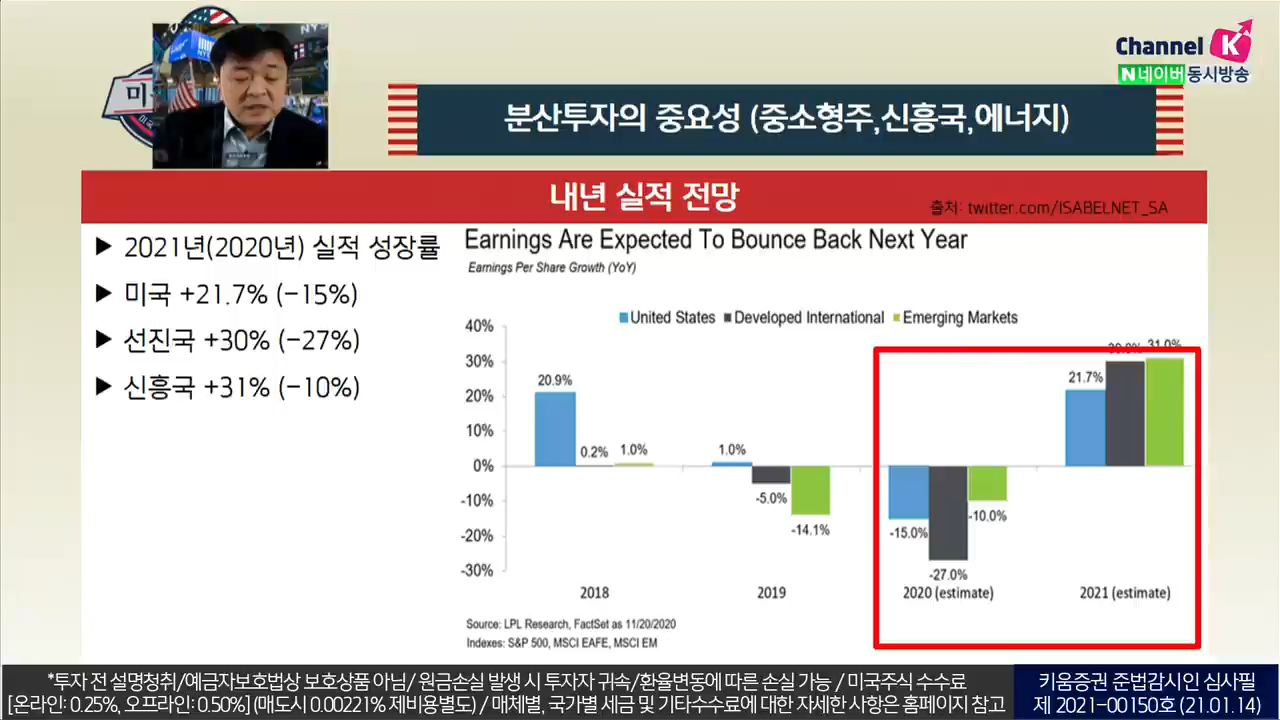 Channel K
N 네이버 동시방송
미
미국
NYS
분산투자의 중요성 (중소형주,신흥국,에너지)
내년 실적 전망
출처: twitter.com/ISABELNET_SA
▶ 2021년(2020년) 실적 성장률
▶ 미국 +21.7% (-15%)
▶ 선진국 +30% (-27%)
▶ 신흥국 +31% (-10%)
Earnings Are Expected To Bounce Back Next Year
Earnings Per Share Growth (YoY)
United States Developed International Emerging Markets
40%
30%
20%
10%
0%
-10%
-20%
-30%
20.9%
0.2%
1.0%
1.0%
-5.0%
-14.1%
-15.0%
-27.0%
-10.0%
21.7%
31.0%
2018 2019 2020 (estimate) 2021 (estimate)
Source: LPL Research, FactSet as 11/20/2020
Indexes: S&P 500, MSCI EAFE, MSCI EM
*투자 전 설명청취/예금자보호법상 보호상품 아님/ 원금손실 발생 시 투자자 귀속/환율변동에 따른 손실 가능 / 미국주식 수수료
[온라인: 0.25%, 오프라인: 0.50%] (매도시 0.00221% 제비용별도) / 매체별, 국가별 세금 및 기타수수료에 대한 자세한 사항은 홈페이지 참고
키움증권 준법감시인 심사필
제 2021-00150호 (21.01.14)